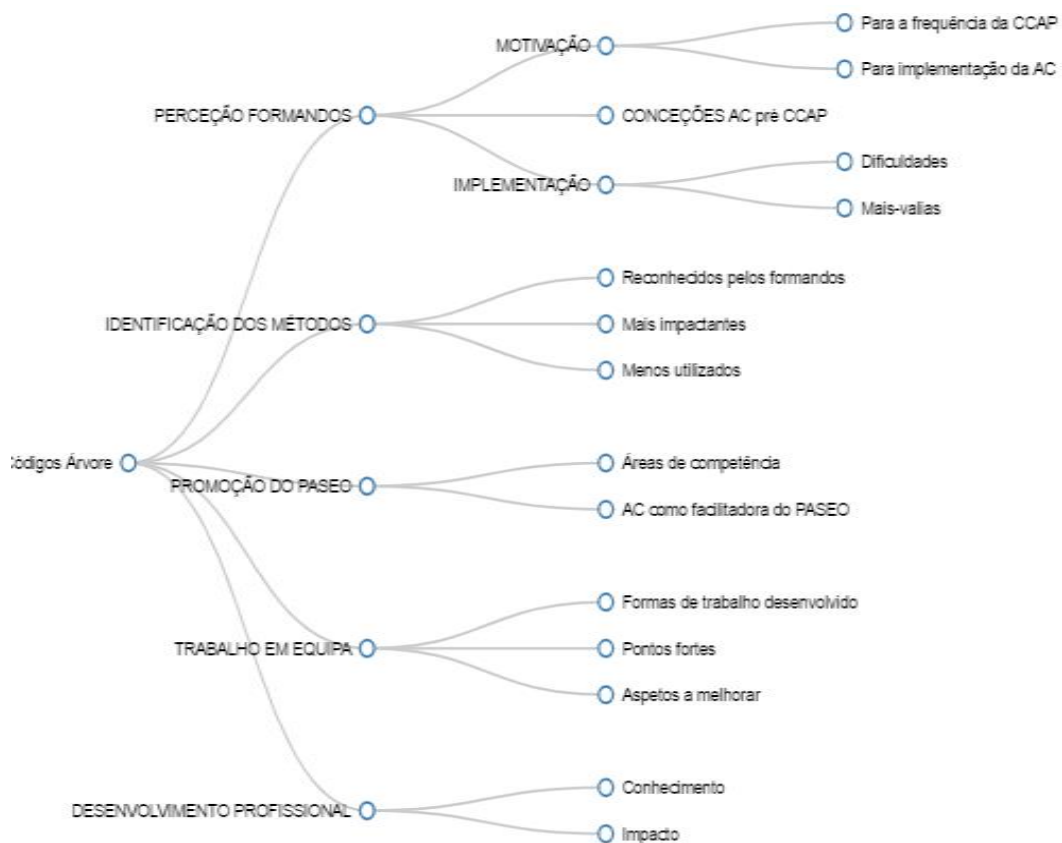 Para a frequência da CCAP
MOTIVAÇÃO
Para implementação da AC
PERCEÇÃO FORMANDOS
CONCEÇÕES AC pré CCAP
Dificuldades
IMPLEMENTAÇÃO
Mais-valias
Reconhecidos pelos formandos
IDENTIFICAÇÃO DOS MÉTODOS
Mais impactantes
Menos utilizados
Códigos Árvore
Áreas de competência
PROMOÇÃO DO PASEO
AC como facilitadora do PASEO
Formas de trabalho desenvolvido
TRABALHO EM EQUIPA
Pontos fortes
Aspetos a melhorar
Conhecimento
DESENVOLVIMENTO PROFISSIONAL
Impacto